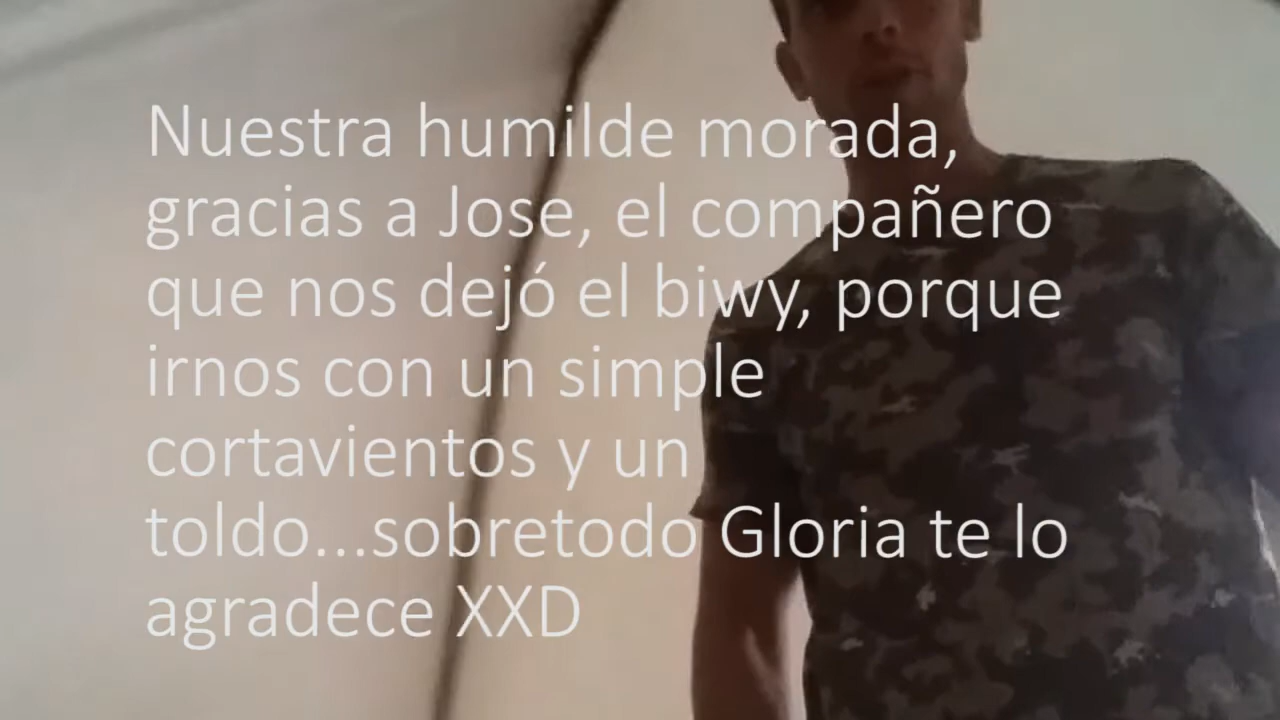 Nuestra humilde morada,
gracias a Jose, el compañero
que nos dejó el biwy, porque
irnos con un simple
cortavientos y un
toldo...sobretodo Gloria te lo
agradece XXD